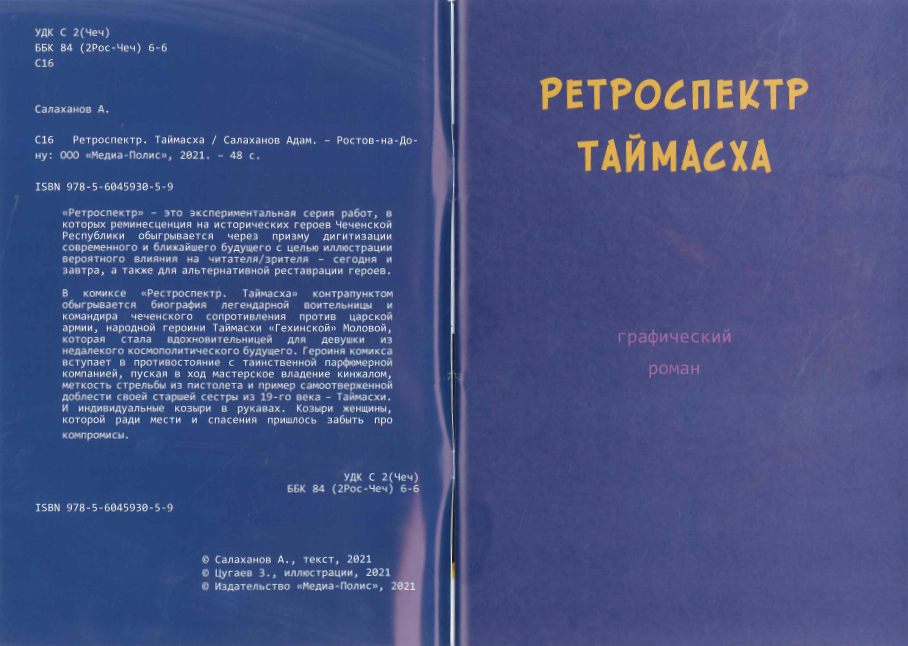 УДК С 2(Чеч)
ББК 84 (2Рос-Чеч) 6-6
С16
Салаханов А.
С16 Ретроспектр. Таймасха / Салаханов Адам. – Ростов-на-До-
ну: ООО «Медиа-Полис», 2021. – 48 с.
ISBN 978-5-6045930-5-9
«Ретроспектр» – это экспериментальная серия работ, в
которых реминесценция на исторических героев Чеченской
Республики обыгрывается через призму дигитизации
современного и ближайшего будущего с целью иллюстрации
вероятного влияния на читателя/зрителя – сегодня и
завтра, а также для альтернативной реставрации героев.
В комиксе «Рестроспектр. Таймасха» контрапунктом
обыгрывается биография легендарной воительницы и
командира чеченского сопротивления против царской
армии, народной героини Таймасхи «Гехинской» Моловой,
которая стала вдохновительницей для девушки из
недалекого космополитического будущего. Героиня комикса
вступает в противостояние с таинственной парфюмерной
компанией, пуская в ход мастерское владение кинжалом,
меткость стрельбы из пистолета и пример самоотверженной
доблести своей старшей сестры из 19-го века – Таймасхи.
И индивидуальные козыри в рукавах. Козыри женщины,
которой ради мести и спасения пришлось забыть про
компромисы.
УДК С 2(Чеч)
ББК 84 (2Рос-Чеч) 6-6
ISBN 978-5-6045930-5-9
© Салаханов А., текст, 2021
© Цугаев З., иллюстрации, 2021
© Издательство «Медиа-Полис», 2021
РЕТРОСПЕКТР
ТАЙМАСХА
графический
роман